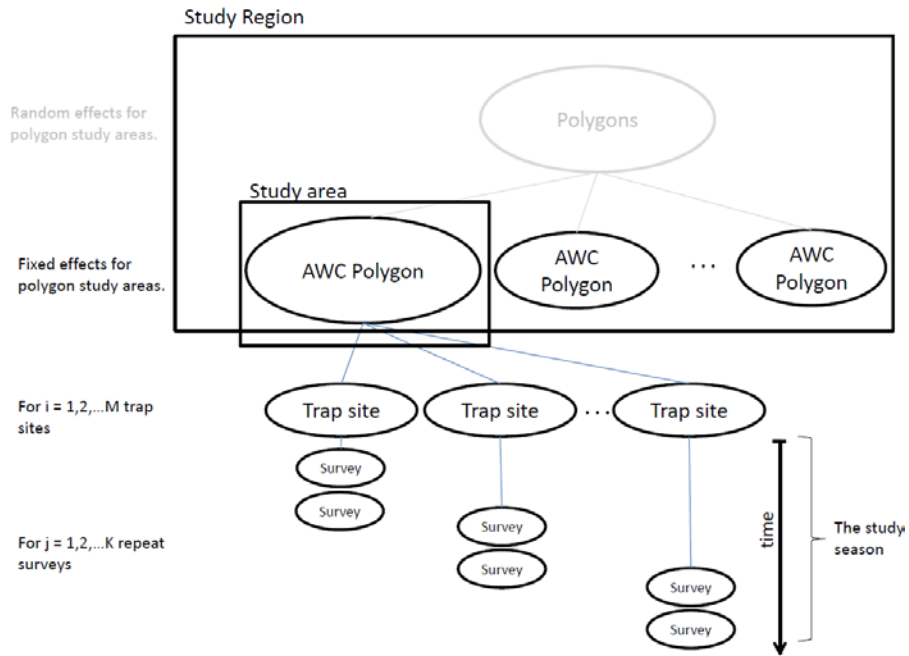 Study Region
Random effects for
polygon study areas.
Polygons
Study area
Fixed effects for
polygon study areas.
AWC Polygon
AWC
Polygon
...
AWC
Polygon
For i = 1,2,...M trap
sites
Trap site
Trap site
...
Trap site
Survey
Survey
For j = 1,2,...K repeat
surveys
Survey
Survey
Survey
Survey
time
The study
season